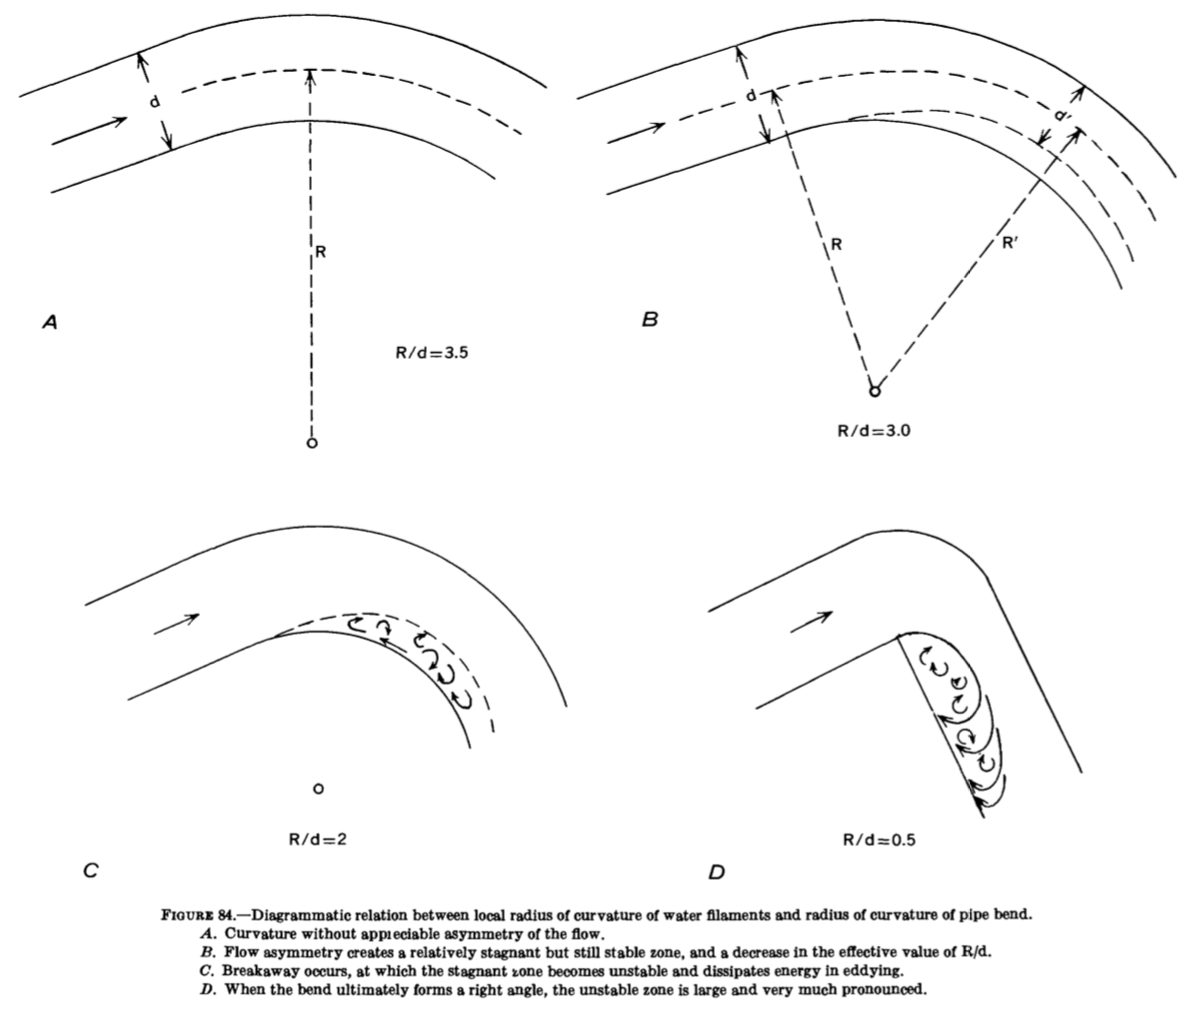 d
R
A
R/d=3.5
d
d'
R
R'
B
R/d=3.0
R/d=2
C
R/d=0.5
D
FIGURE 84.—Diagrammatic relation between local radius of curvature of water filaments and radius of curvature of pipe bend.
A. Curvature without appreciable asymmetry of the flow.
B. Flow asymmetry creates a relatively stagnant but still stable zone, and a decrease in the effective value of R/d.
C. Breakaway occurs, at which the stagnant zone becomes unstable and dissipates energy in eddying.
D. When the bend ultimately forms a right angle, the unstable zone is large and very much pronounced.